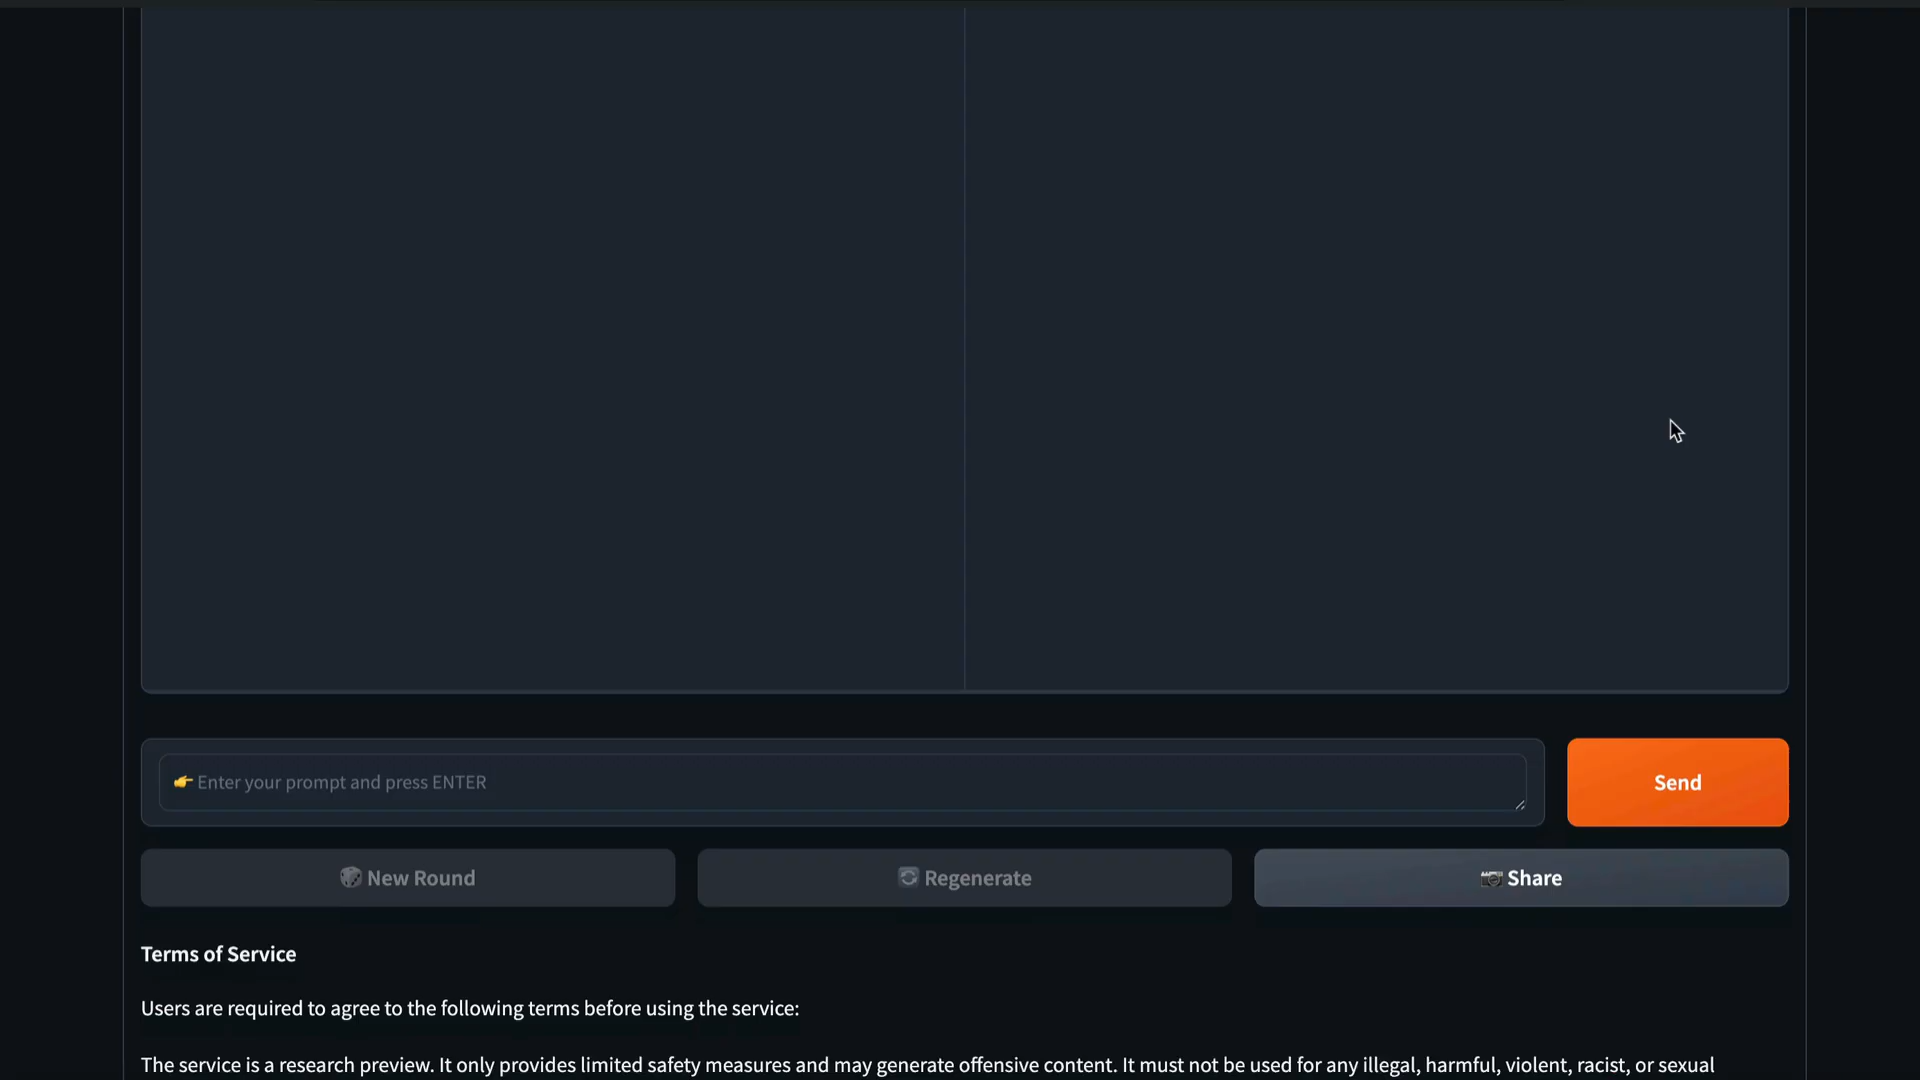 👉 Enter your prompt and press ENTER
Send
🎲 New Round
🔄 Regenerate
📷 Share
Terms of Service
Users are required to agree to the following terms before using the service:
The service is a research preview. It only provides limited safety measures and may generate offensive content. It must not be used for any illegal, harmful, violent, racist, or sexual